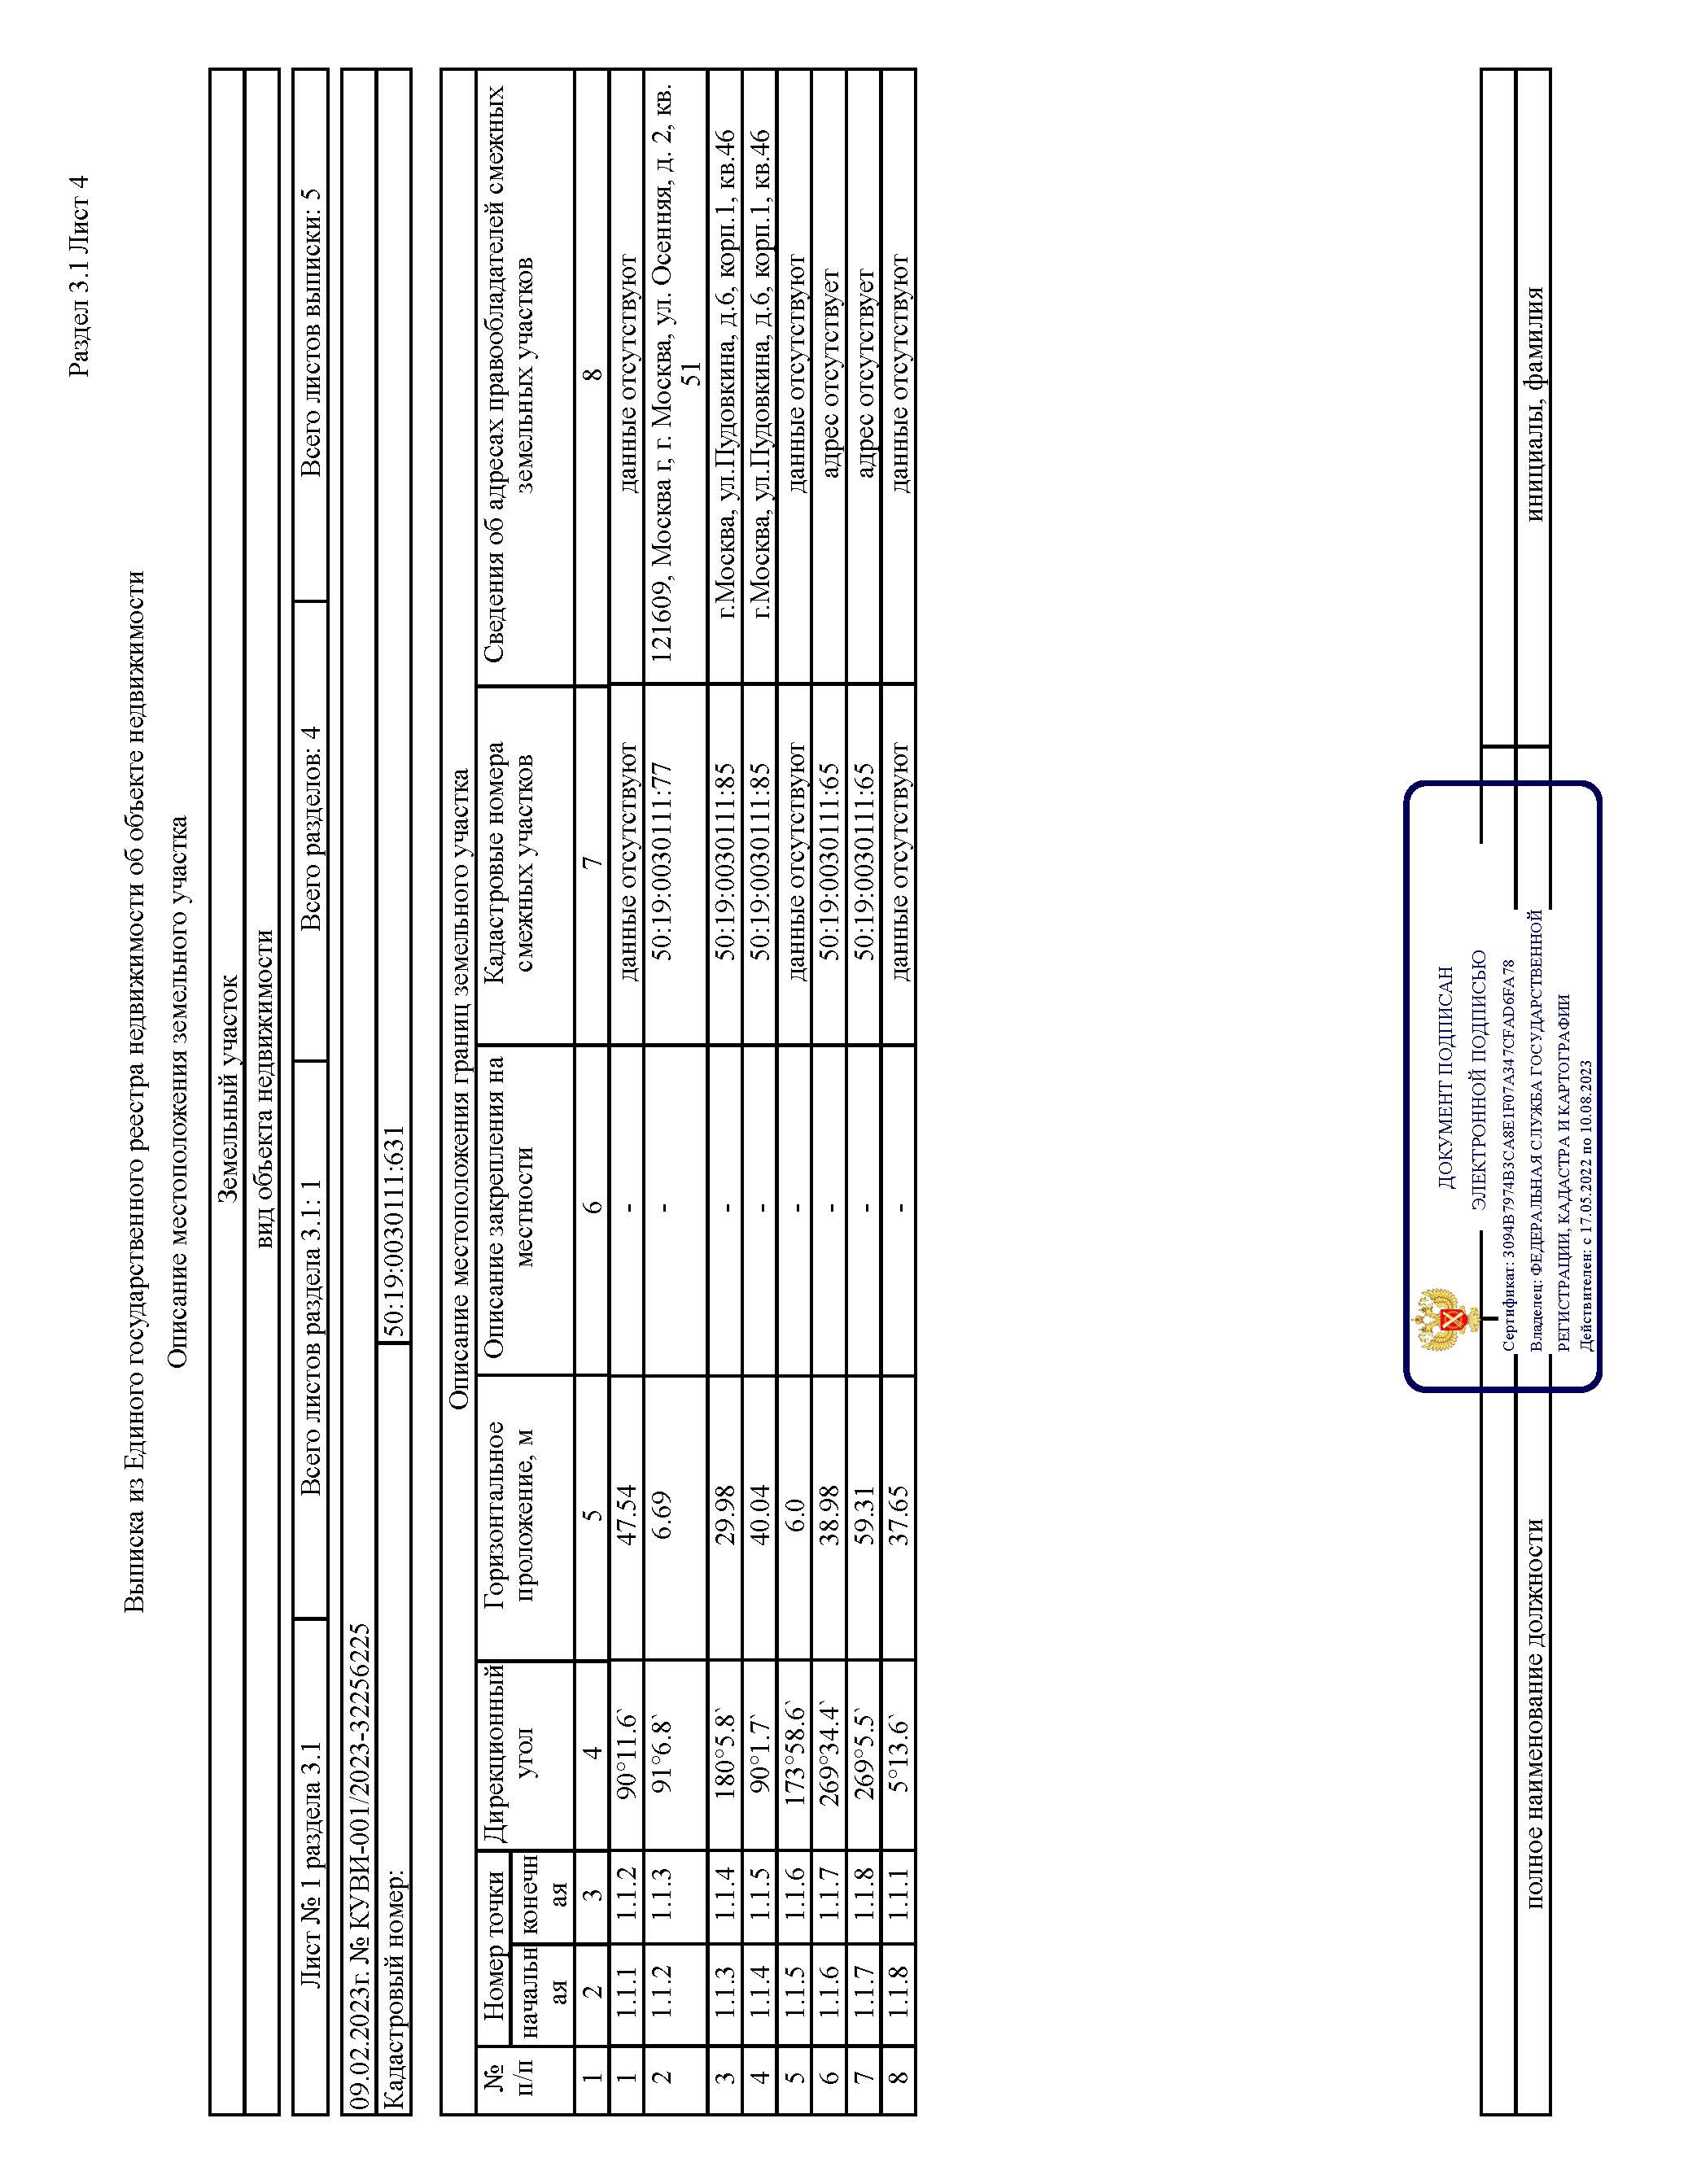 Раздел 3.1 Лист 4
Выписка из Единого государственного реестра недвижимости об объекте недвижимости
Описание местоположения земельного участка
Земельный участок
вид объекта недвижимости
Лист № 1 раздела 3.1 Всего листов раздела 3.1: 1 Всего разделов: 4 Всего листов выписки: 5
09.02.2023г. № КУВИ-001/2023-32256225
Кадастровый номер: 50:19:0030111:631
Описание местоположения границ земельного участка
№ Номер точки Дирекционный Горизонтальное Описание закрепления на Кадастровые номера Сведения об адресах правообладателей смежных
п/п начальн конечн угол проложение, м местности смежных участков земельных участков
ая ая
1 2 3 4 5 6 7 8
1 1.1.1 1.1.2 90°11.6` 47.54 - данные отсутствуют данные отсутствуют
2 1.1.2 1.1.3 91°6.8` 6.69 - 50:19:0030111:77 121609, Москва г, г. Москва, ул. Осенняя, д. 2, кв.
51
3 1.1.3 1.1.4 180°5.8` 29.98 - 50:19:0030111:85 г.Москва, ул.Пудовкина, д.6, корп.1, кв.46
4 1.1.4 1.1.5 90°1.7` 40.04 - 50:19:0030111:85 г.Москва, ул.Пудовкина, д.6, корп.1, кв.46
5 1.1.5 1.1.6 173°58.6` 6.0 - данные отсутствуют данные отсутствуют
6 1.1.6 1.1.7 269°34.4` 38.98 - 50:19:0030111:65 адрес отсутствует
7 1.1.7 1.1.8 269°5.5` 59.31 - 50:19:0030111:65 адрес отсутствует
8 1.1.8 1.1.1 5°13.6` 37.65 - данные отсутствуют данные отсутствуют
ДОКУМЕНТ ПОДПИСАН
ЭЛЕКТРОННОЙ ПОДПИСЬЮ
Сертификат: 3094B7974B3CA8E1F07A347CFAD6FA78
Владелец: ФЕДЕРАЛЬНАЯ СЛУЖБА ГОСУДАРСТВЕННОЙ
РЕГИСТРАЦИИ, КАДАСТРА И КАРТОГРАФИИ
Действителен: с 17.05.2022 по 10.08.2023
полное наименование должности инициалы, фамилия